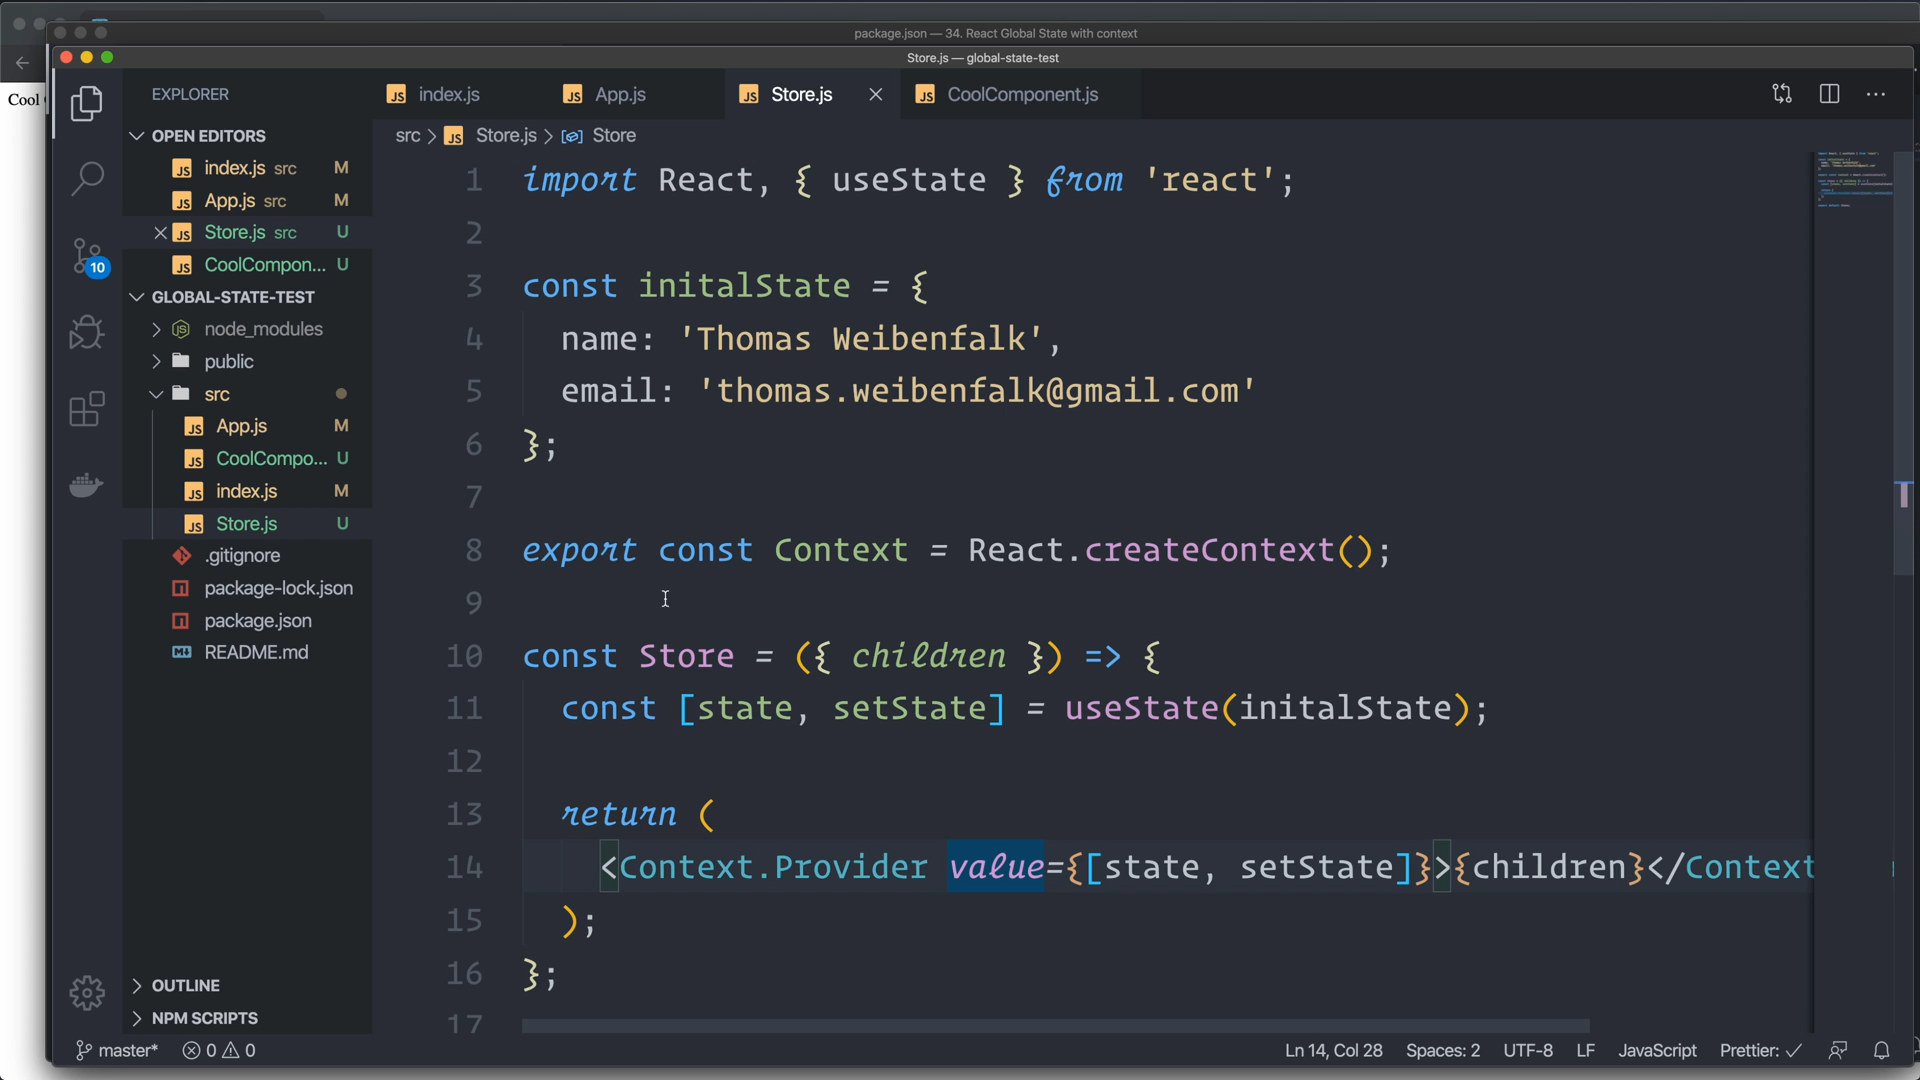 package.json — 34. React Global State with context
Store.js — global-state-test
Cool
EXPLORER
index.js
App.js
Store.js
CoolComponent.js
OPEN EDITORS
index.js src M
App.js src M
Store.js src U
CoolCompon... U
GLOBAL-STATE-TEST
node_modules
public
src
App.js M
CoolCompo... U
index.js M
Store.js U
.gitignore
package-lock.json
package.json
README.md
OUTLINE
NPM SCRIPTS
10
src > Store.js > Store
1 import React, { useState } from 'react';
2
3 const initalState = {
4 name: 'Thomas Weibenfalk',
5 email: 'thomas.weibenfalk@gmail.com'
6 };
7
8 export const Context = React.createContext();
9
10 const Store = ({ children }) => {
11 const [state, setState] = useState(initalState);
12
13 return (
14 <Context.Provider value={[state, setState]}>{children}</Context
15 );
16 };
17
master* 0 0
Ln 14, Col 28 Spaces: 2 UTF-8 LF JavaScript Prettier: ✓